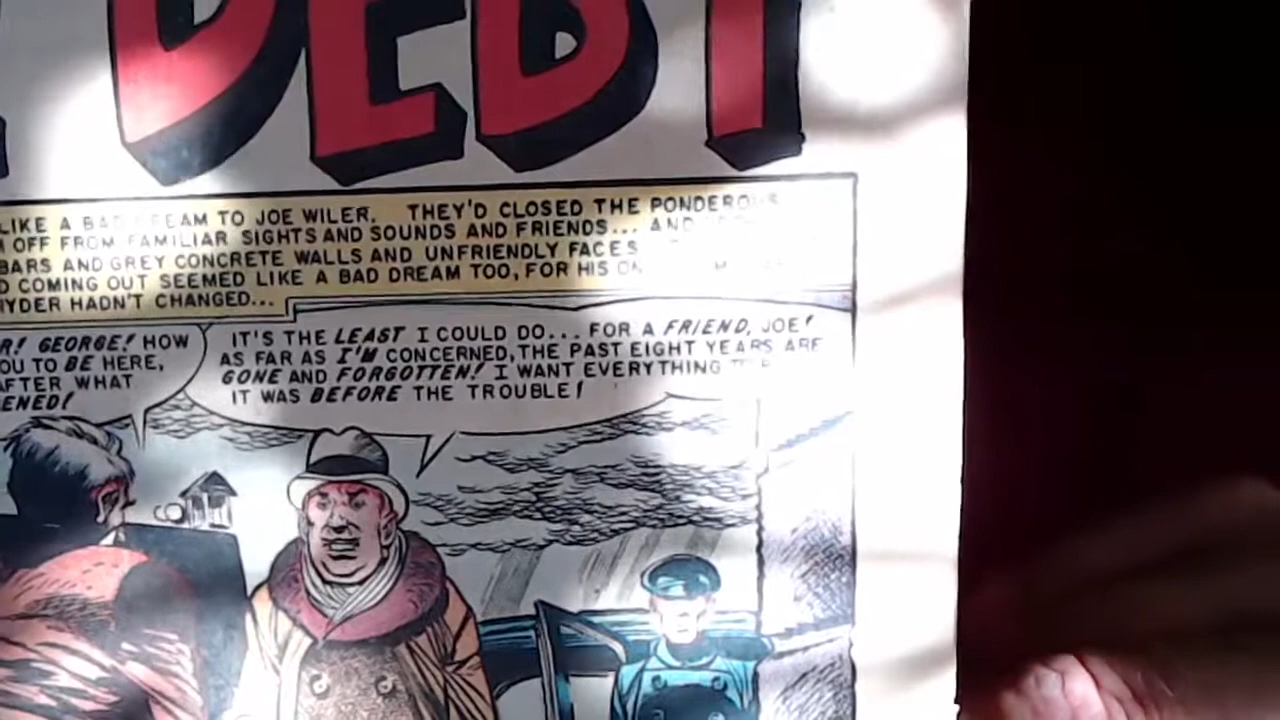 DEBT
LIKE A BAD DREAM TO JOE WILER. THEY'D CLOSED THE PONDEROUS
OFF FROM FAMILIAR SIGHTS AND SOUNDS AND FRIENDS... AND
BARS AND GREY CONCRETE WALLS AND UNFRIENDLY FACES
COMING OUT SEEMED LIKE A BAD DREAM TOO, FOR HIS
HADN'T CHANGED...
GEORGE! HOW
TO BE HERE,
AFTER WHAT
IT'S THE LEAST I COULD DO... FOR A FRIEND, JOE!
AS FAR AS I'M CONCERNED, THE PAST EIGHT YEARS ARE
GONE AND FORGOTTEN! I WANT EVERYTHING
IT WAS BEFORE THE TROUBLE!